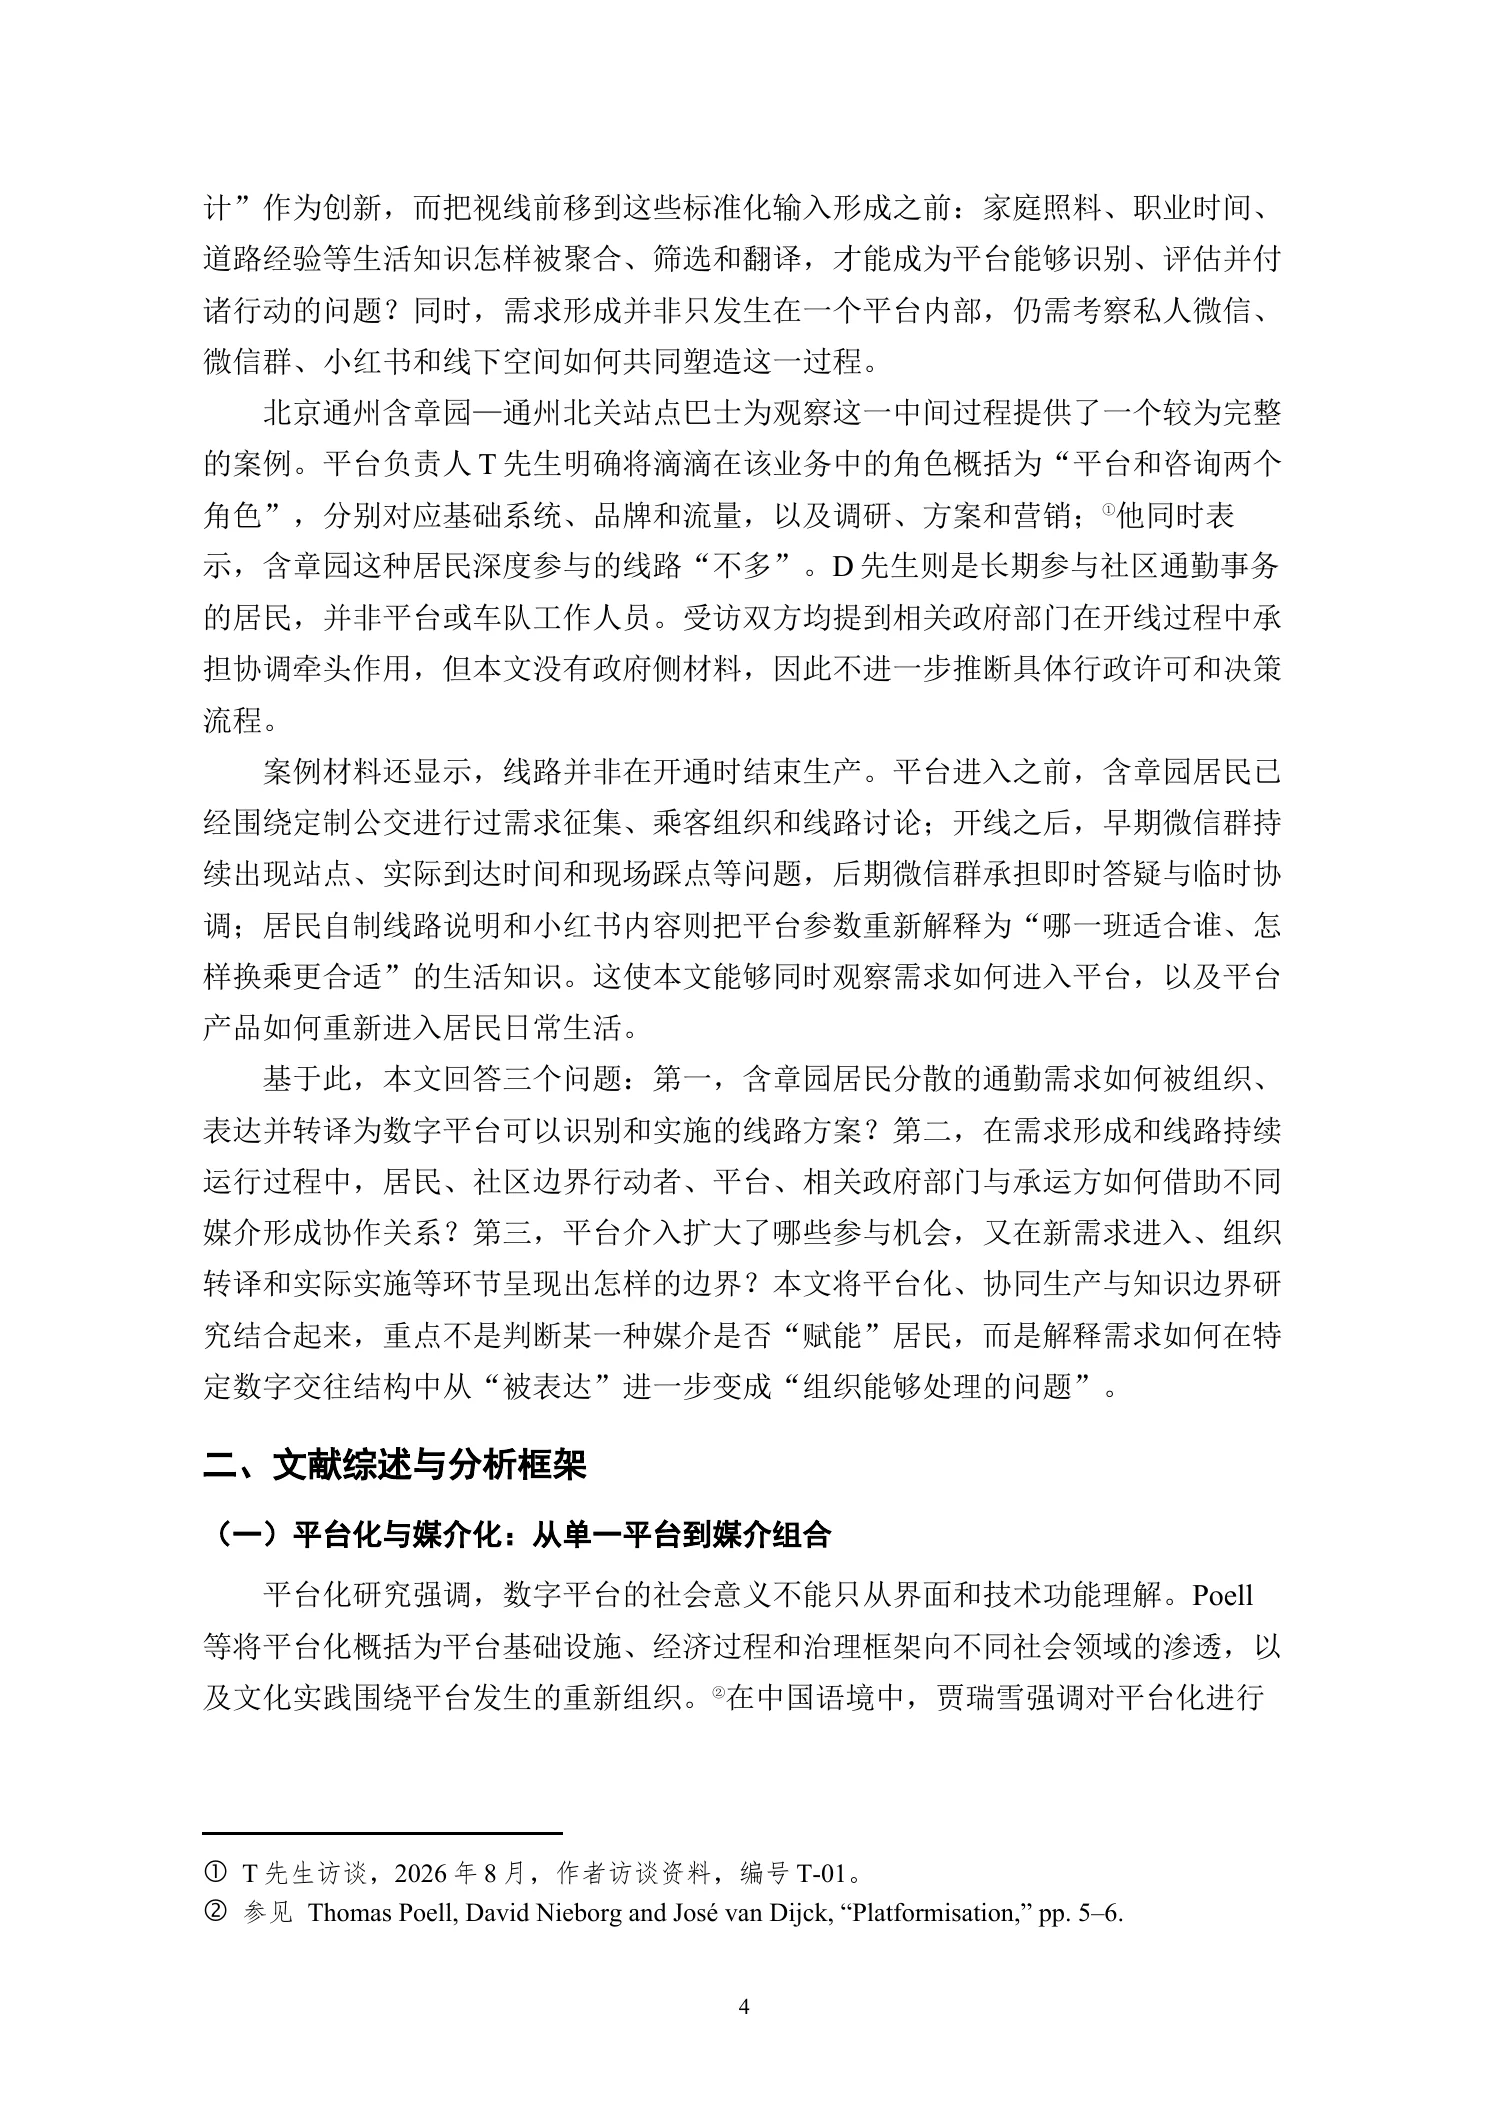 计”作为创新，而把视线前移到这些标准化输入形成之前：家庭照料、职业时间、
道路经验等生活知识怎样被聚合、筛选和翻译，才能成为平台能够识别、评估并付
诸行动的问题？同时，需求形成并非只发生在一个平台内部，仍需考察私人微信、
微信群、小红书和线下空间如何共同塑造这一过程。
北京通州含章园—通州北关站点巴士为观察这一中间过程提供了一个较为完整
的案例。平台负责人 T 先生明确将滴滴在该业务中的角色概括为“平台和咨询两个
角色”，分别对应基础系统、品牌和流量，以及调研、方案和营销；①他同时表
示，含章园这种居民深度参与的线路“不多”。D 先生则是长期参与社区通勤事务
的居民，并非平台或车队工作人员。受访双方均提到相关政府部门在开线过程中承
担协调牵头作用，但本文没有政府侧材料，因此不进一步推断具体行政许可和决策
流程。
案例材料还显示，线路并非在开通时结束生产。平台进入之前，含章园居民已
经围绕定制公交进行过需求征集、乘客组织和线路讨论；开线之后，早期微信群持
续出现站点、实际到达时间和现场踩点等问题，后期微信群承担即时答疑与临时协
调；居民自制线路说明和小红书内容则把平台参数重新解释为“哪一班适合谁、怎
样换乘更合适”的生活知识。这使本文能够同时观察需求如何进入平台，以及平台
产品如何重新进入居民日常生活。
基于此，本文回答三个问题：第一，含章园居民分散的通勤需求如何被组织、
表达并转译为数字平台可以识别和实施的线路方案？第二，在需求形成和线路持续
运行过程中，居民、社区边界行动者、平台、相关政府部门与承运方如何借助不同
媒介形成协作关系？第三，平台介入扩大了哪些参与机会，又在新需求进入、组织
转译和实际实施等环节呈现出怎样的边界？本文将平台化、协同生产与知识边界研
究结合起来，重点不是判断某一种媒介是否“赋能”居民，而是解释需求如何在特
定数字交往结构中从“被表达”进一步变成“组织能够处理的问题”。
二、文献综述与分析框架
（一）平台化与媒介化：从单一平台到媒介组合
平台化研究强调，数字平台的社会意义不能只从界面和技术功能理解。Poell
等将平台化概括为平台基础设施、经济过程和治理框架向不同社会领域的渗透，以
及文化实践围绕平台发生的重新组织。②在中国语境中，贾瑞雪强调对平台化进行
① T 先生访谈，2026 年 8 月，作者访谈资料，编号 T-01。
② 参见 Thomas Poell, David Nieborg and José van Dijck, “Platformisation,” pp. 5–6.
4